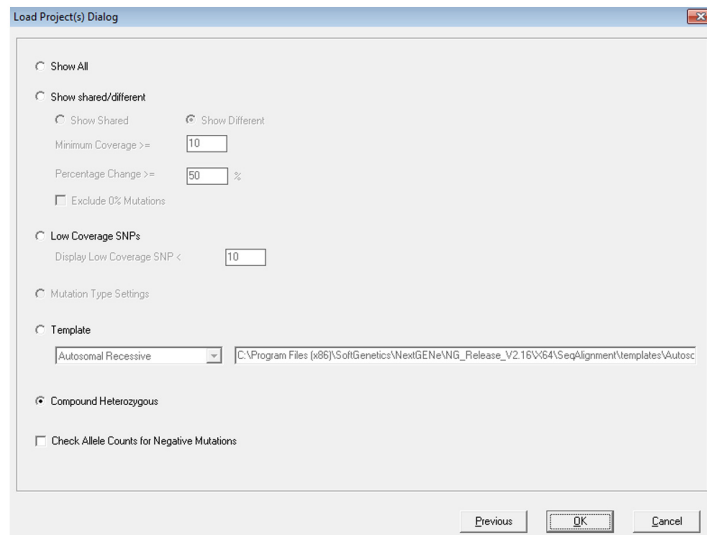 Load Project(s) Dialog
Show All
Show shared/different
Show Shared Show Different
Minimum Coverage >= 10
Percentage Change >= 50 %
Exclude 0% Mutations
Low Coverage SNPs
Display Low Coverage SNP < 10
Mutation Type Settings
Template
Autosomal Recessive C:\Program Files (x86)\SoftGenetics\NextGENe\NG_Release_V2.16\X64\SeqAlignment\templates\Autosc
Compound Heterozygous
Check Allele Counts for Negative Mutations
Previous OK Cancel